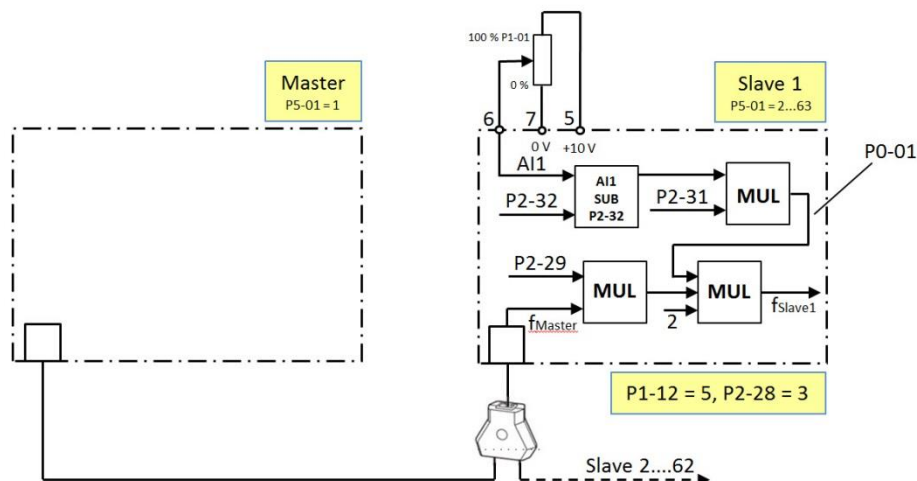 100 % P1-01
0 %
Master
P5-01 = 1
Slave 1
P5-01 = 2...63
6
7
5
0 V
+10 V
P0-01
AI1
AI1
SUB
P2-32
P2-32
P2-31
MUL
P2-29
MUL
MUL
fMaster
2
fSlave1
P1-12 = 5, P2-28 = 3
Slave 2....62